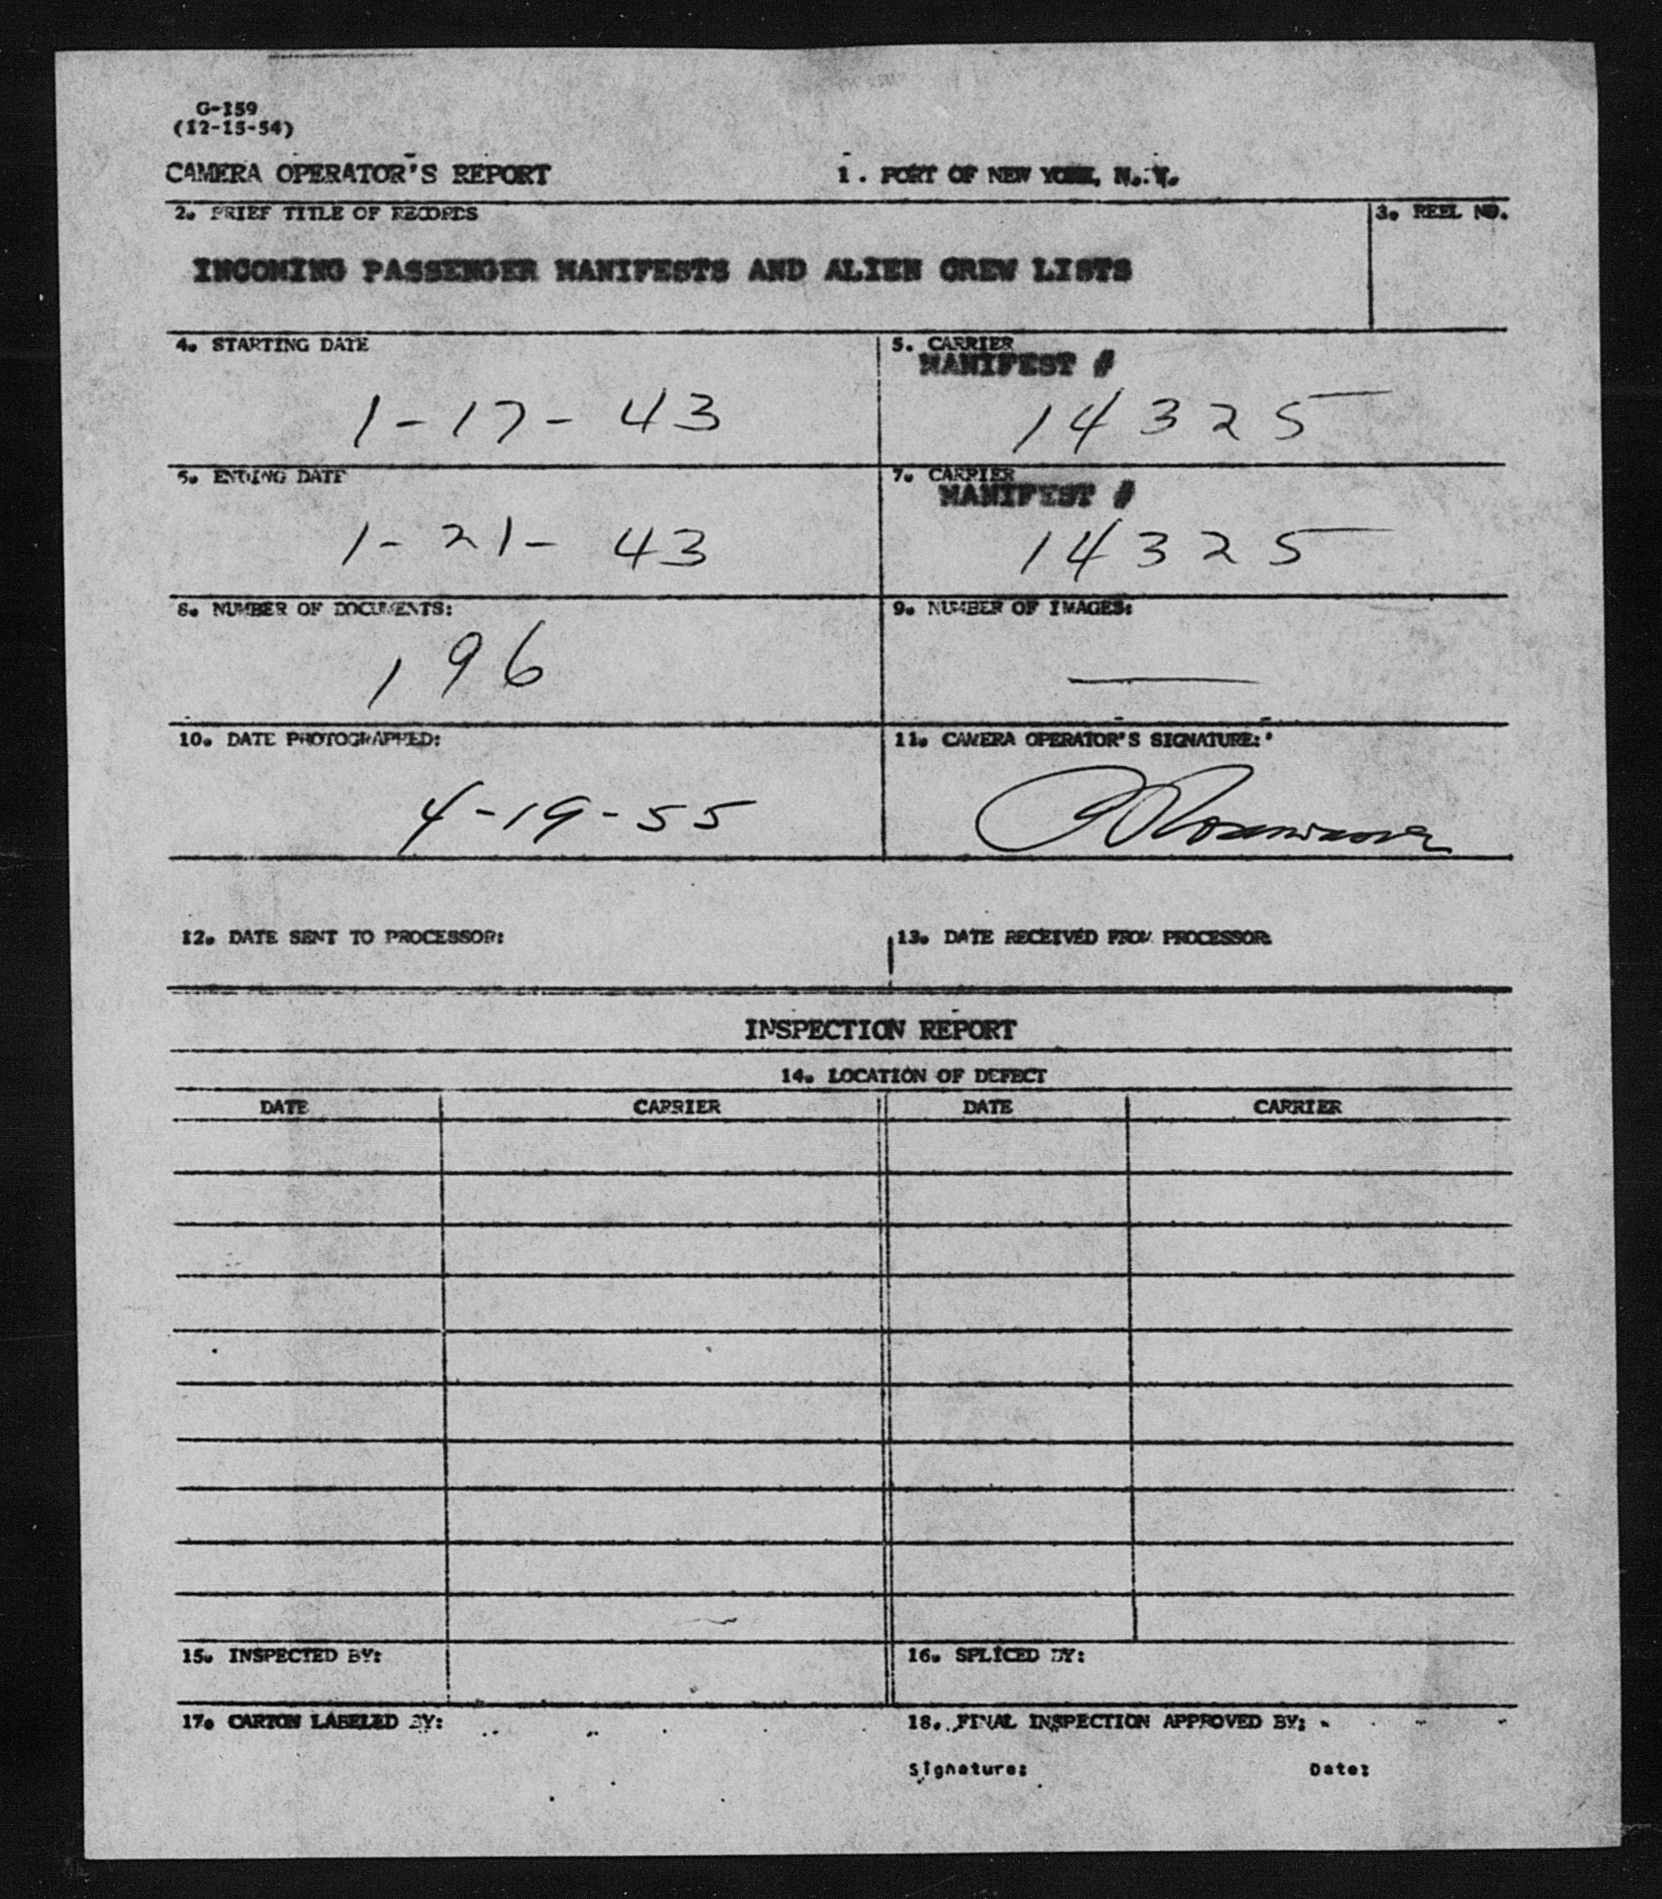 G-159
(12-15-54)
CAMERA OPERATOR'S REPORT
1. PORT OF NEW YORK, N. Y.
2. BRIEF TITLE OF RECORDS
3. REEL NO.
INCOMING PASSENGER MANIFESTS AND ALIEN CREW LISTS
4. STARTING DATE
5. CARRIER
MANIFEST #
1-17-43
14325
6. ENDING DATE
7. CARRIER
MANIFEST #
1-21-43
14325
8. NUMBER OF DOCUMENTS:
9. NUMBER OF IMAGES:
196
10. DATE PHOTOGRAPHED:
11. CAMERA OPERATOR'S SIGNATURE:
4-19-55
12. DATE SENT TO PROCESSOR:
13. DATE RECEIVED FROM PROCESSOR:
INSPECTION REPORT
14. LOCATION OF DEFECT
DATE CARRIER DATE CARRIER
15. INSPECTED BY:
16. SPLICED BY:
17. CARTON LABELED BY:
18. FINAL INSPECTION APPROVED BY:
Signature: Date: